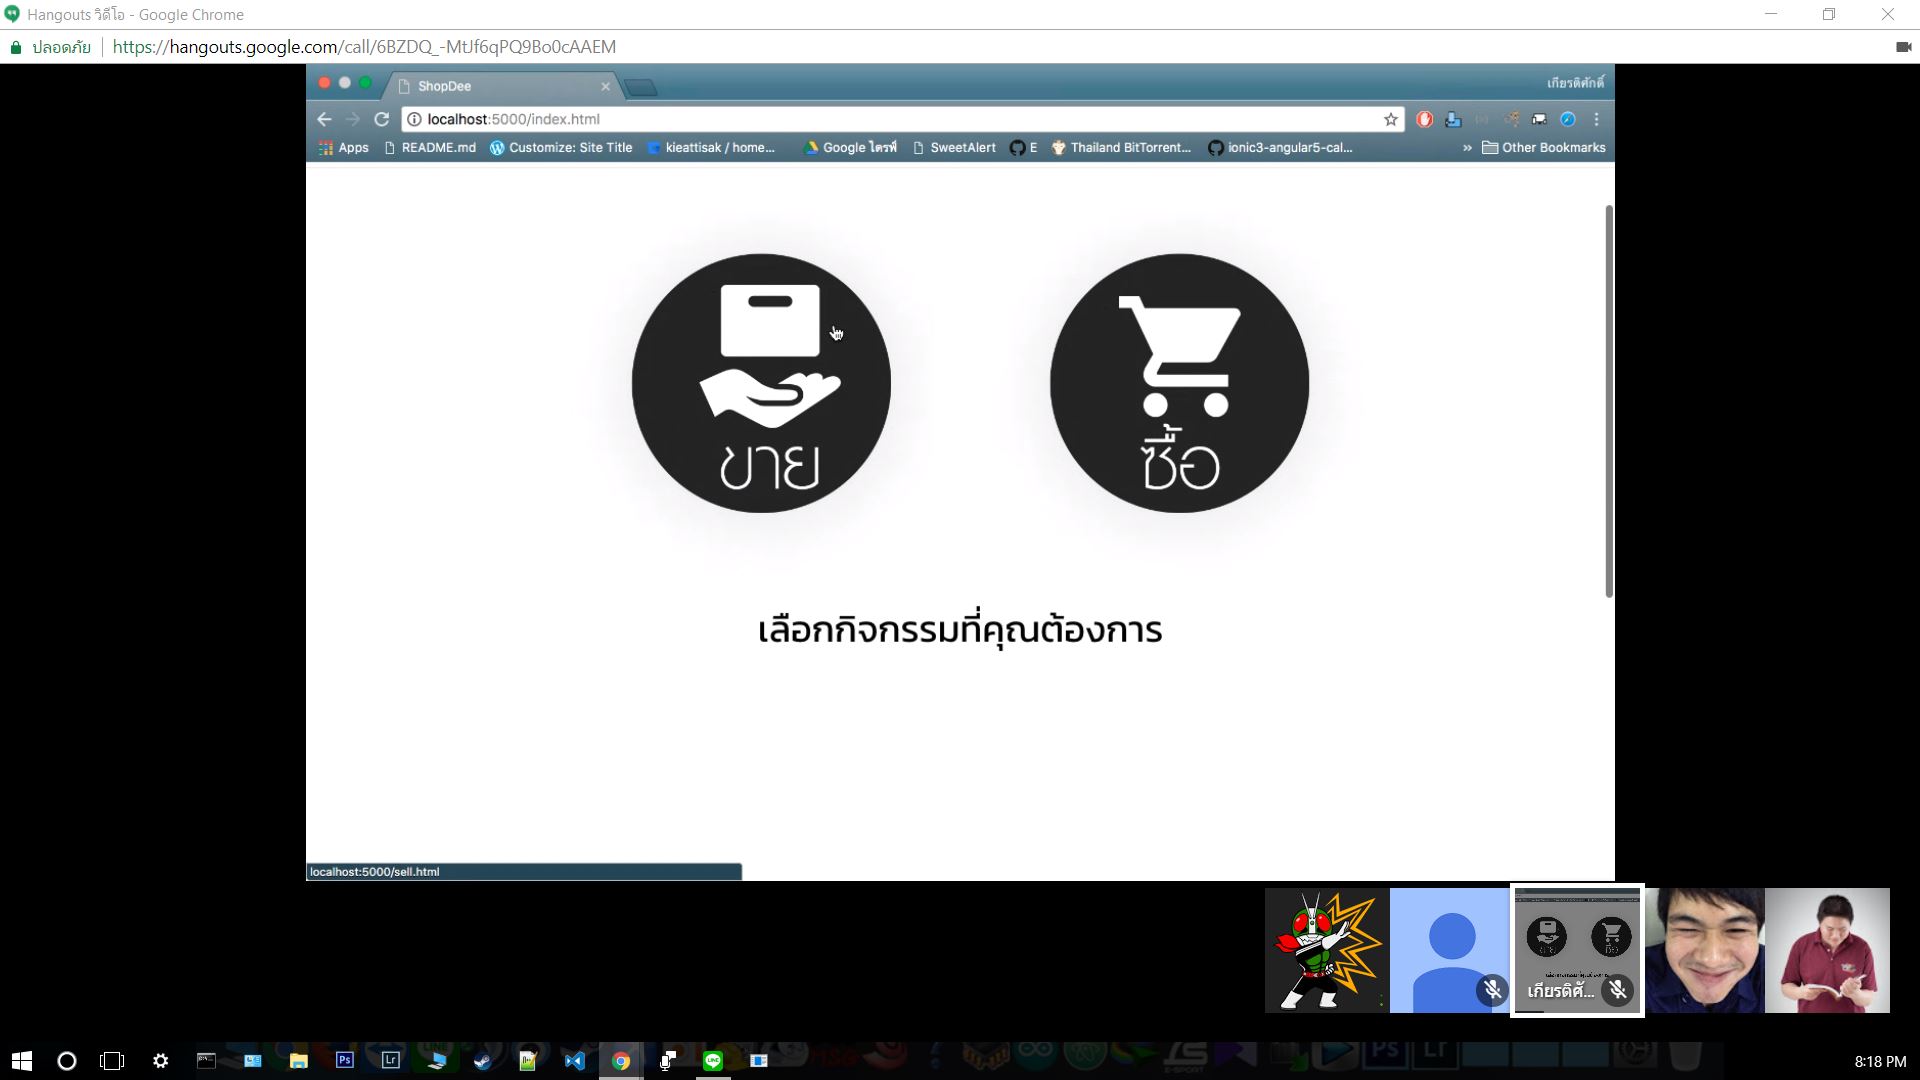 Hangouts วิดีโอ - Google Chrome
ปลอดภัย
https://hangouts.google.com/call/6BZDQ_-MtJf6qPQ9Bo0cAAEM
ShopDee
เกียรติศักดิ์
localhost:5000/index.html
Apps
README.md
Customize: Site Title
kieattisak / home...
Google ไดรฟ์
SweetAlert
E
Thailand BitTorrent...
ionic3-angular5-cal...
» Other Bookmarks
ขาย
ซื้อ
เลือกกิจกรรมที่คุณต้องการ
localhost:5000/sell.html
เกียรติศั...
Ps
Lr
LINE
8:18 PM